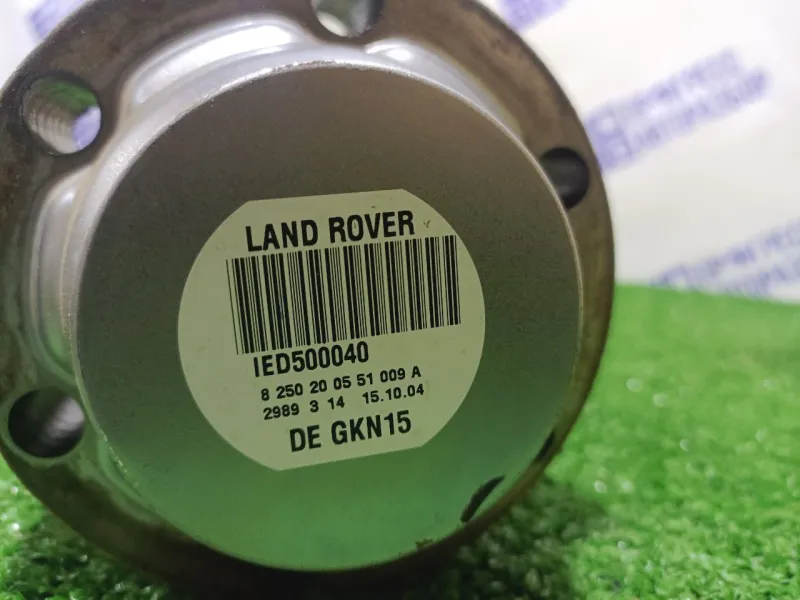 LAND ROVER
IED500040
8 250 20 05 51 009 A
2989 3 14 15.10.04
DE GKN15